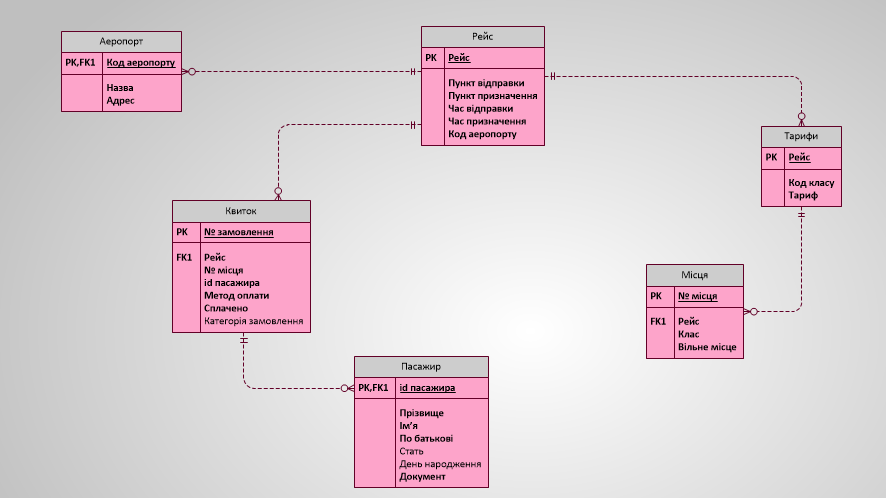 Аеропорт
PK,FK1 Код аеропорту
Назва
Адрес
Рейс
PK Рейс
Пункт відправки
Пункт призначення
Час відправки
Час призначення
Код аеропорту
Тарифи
PK Рейс
Код класу
Тариф
Квиток
PK № замовлення
FK1 Рейс
№ місця
id пасажира
Метод оплати
Сплачено
Категорія замовлення
Місця
PK № місця
FK1 Рейс
Клас
Вільне місце
Пасажир
PK,FK1 id пасажира
Прізвище
Ім’я
По батькові
Стать
День народження
Документ